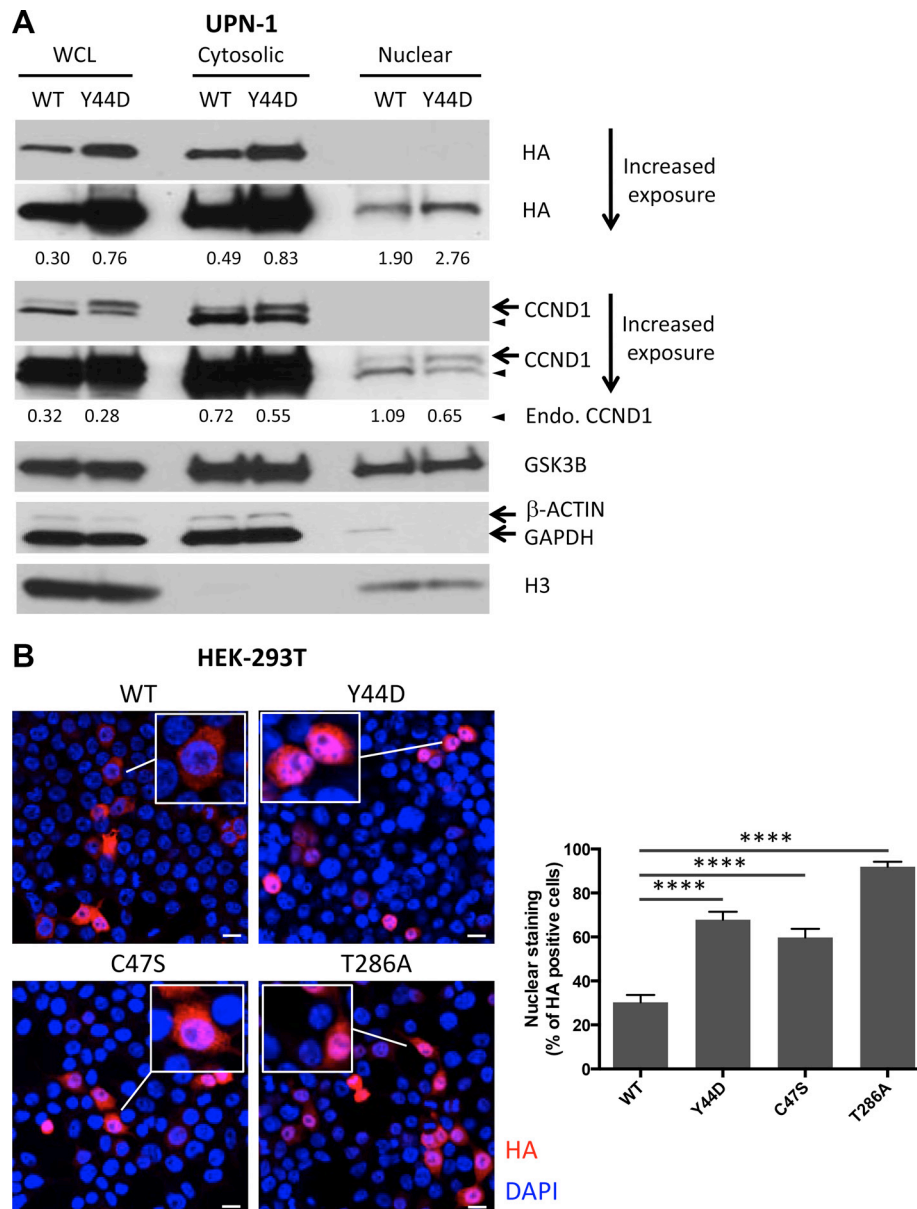 A
UPN-1
WCL Cytosolic Nuclear
WT Y44D WT Y44D WT Y44D
HA
Increased exposure
HA
0.30 0.76 0.49 0.83 1.90 2.76
CCND1
Increased exposure
CCND1
0.32 0.28 0.72 0.55 1.09 0.65 Endo. CCND1
GSK3B
β-ACTIN
GAPDH
H3
B
HEK-293T
WT Y44D
C47S T286A
HA
DAPI
Nuclear staining
(% of HA positive cells)
100
80
60
40
20
0
****
****
****
WT Y44D C47S T286A